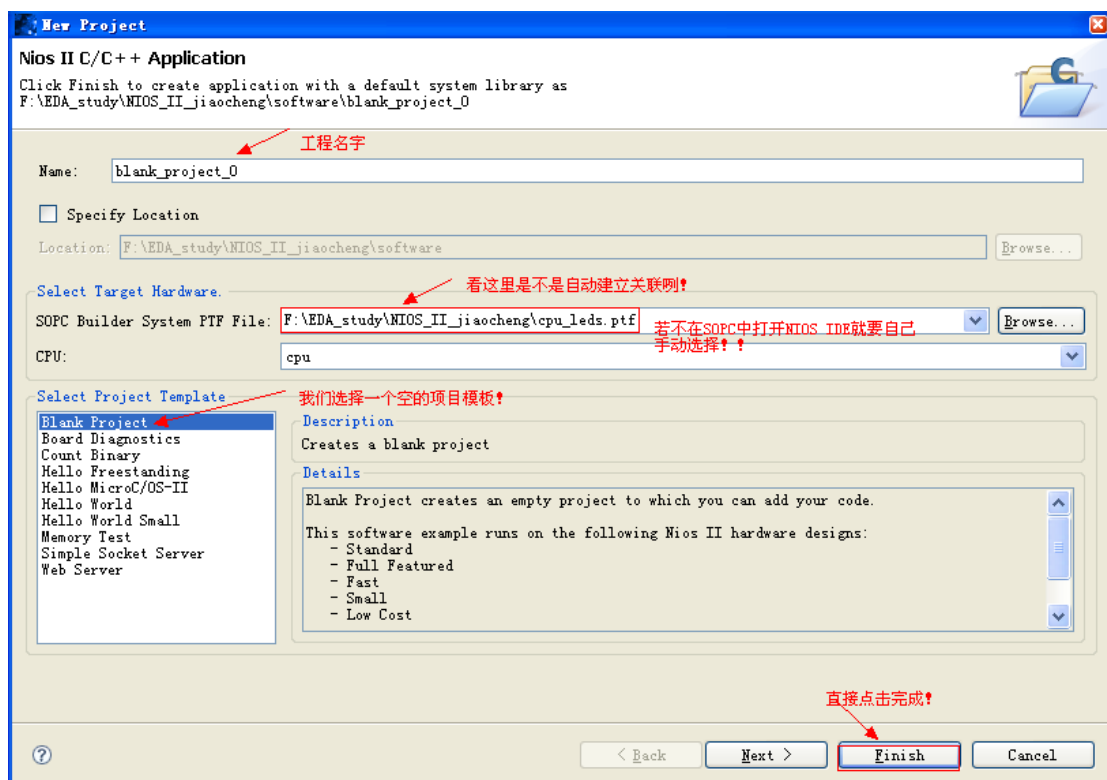 New Project
Nios II C/C++ Application
Click Finish to create application with a default system library as
F:\EDA_study\NIOS_II_jiaocheng\software\blank_project_0
工程名字
Name: blank_project_0
Specify Location
Location: F:\EDA_study\NIOS_II_jiaocheng\software Browse...
看这里是不是自动建立关联咧!
Select Target Hardware.
SOPC Builder System PTF File: F:\EDA_study\NIOS_II_jiaocheng\cpu_leds.ptf Browse...
若不在SOPC中打开NIOS IDE就要自己
手动选择!!
CPU: cpu
Select Project Template
我们选择一个空的项目模板!
Blank Project
Board Diagnostics
Count Binary
Hello Freestanding
Hello MicroC/OS-II
Hello World
Hello World Small
Memory Test
Simple Socket Server
Web Server
Description
Creates a blank project
Details
Blank Project creates an empty project to which you can add your code.
This software example runs on the following Nios II hardware designs:
- Standard
- Full Featured
- Fast
- Small
- Low Cost
直接点击完成!
? < Back Next > Finish Cancel